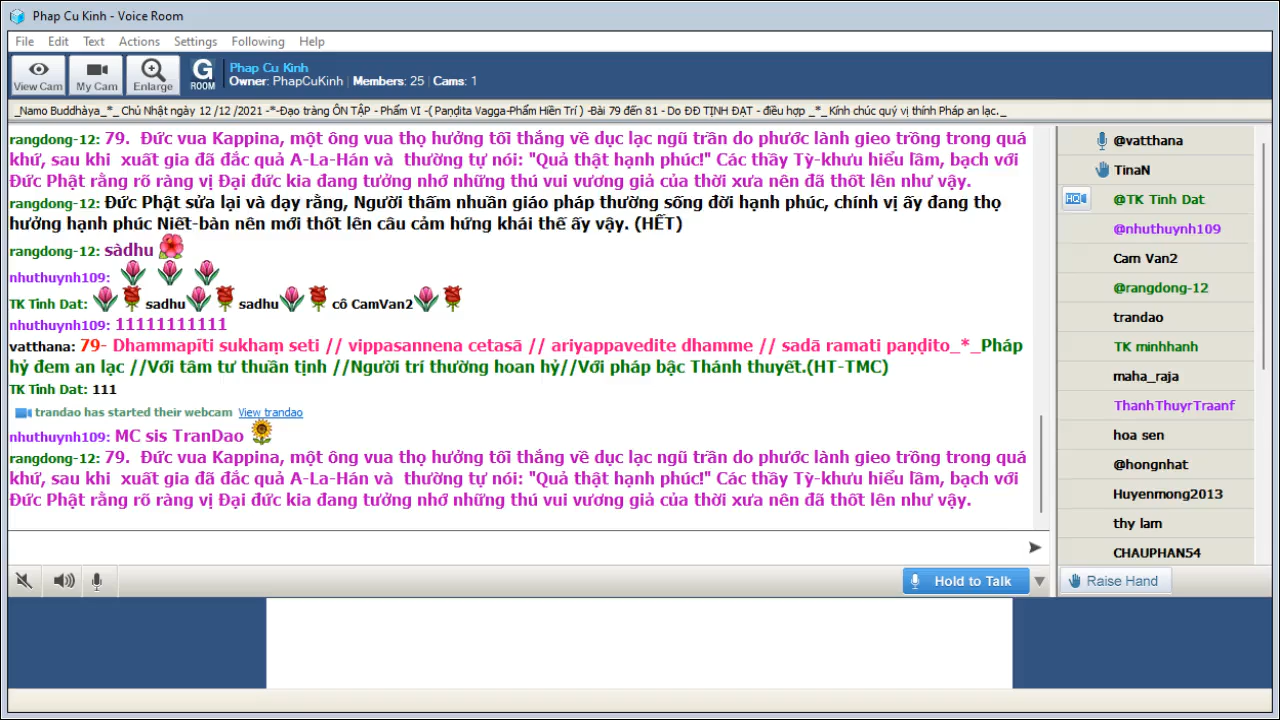 Phap Cu Kinh - Voice Room
File Edit Text Actions Settings Following Help
View Cam
My Cam
Enlarge
G ROOM
Phap Cu Kinh
Owner: PhapCuKinh | Members: 25 | Cams: 1
_Namo Buddhàya_*_ Chú Nhật ngày 12 /12 /2021 -*-Đạo tràng ÔN TẬP - Phẩm VI -( Paṇḍita Vagga-Phẩm Hiền Trí ) -Bài 79 đến 81 - Do ĐĐ TỊNH ĐẠT - điều hợp _*_ Kính chúc quý vị thính Pháp an lạc._
rangdong-12: 79. Đức vua Kappina, một ông vua thọ hưởng tối thắng về dục lạc ngũ trần do phước lành gieo trồng trong quá
khứ, sau khi xuất gia đã đắc quả A-La-Hán và thường tự nói: "Quả thật hạnh phúc!" Các thầy Tỳ-khưu hiểu lầm, bạch với
Đức Phật rằng rõ ràng vị Đại đức kia đang tưởng nhớ những thú vui vương giả của thời xưa nên đã thốt lên như vậy.
rangdong-12: Đức Phật sửa lại và dạy rằng, Người thấm nhuần giáo pháp thường sống đời hạnh phúc, chính vị ấy đang thọ
hưởng hạnh phúc Niết-bàn nên mới thốt lên câu cảm hứng khái thế ấy vậy. (HẾT)
rangdong-12: sàdhu
nhuthuynh109:
TK Tinh Dat: sadhu sadhu cô CamVan2
nhuthuynh109: 11111111111
vatthana: 79- Dhammapīti sukhaṃ seti // vippasannena cetasā // ariyappavedite dhamme // sadā ramati paṇḍito_*_Pháp
hỷ đem an lạc //Với tâm tư thuần tịnh //Người trí thường hoan hỷ//Với pháp bậc Thánh thuyết.(HT-TMC)
TK Tinh Dat: 111
trandao has started their webcam View trandao
nhuthuynh109: MC sis TranDao
rangdong-12: 79. Đức vua Kappina, một ông vua thọ hưởng tối thắng về dục lạc ngũ trần do phước lành gieo trồng trong quá
khứ, sau khi xuất gia đã đắc quả A-La-Hán và thường tự nói: "Quả thật hạnh phúc!" Các thầy Tỳ-khưu hiểu lầm, bạch với
Đức Phật rằng rõ ràng vị Đại đức kia đang tưởng nhớ những thú vui vương giả của thời xưa nên đã thốt lên như vậy.
Hold to Talk
@vatthana
TinaN
HQ
@TK Tinh Dat
@nhuthuynh109
Cam Van2
@rangdong-12
trandao
TK minhhanh
maha_raja
ThanhThuyrTraanf
hoa sen
@hongnhat
Huyenmong2013
thy lam
CHAUPHAN54
Raise Hand